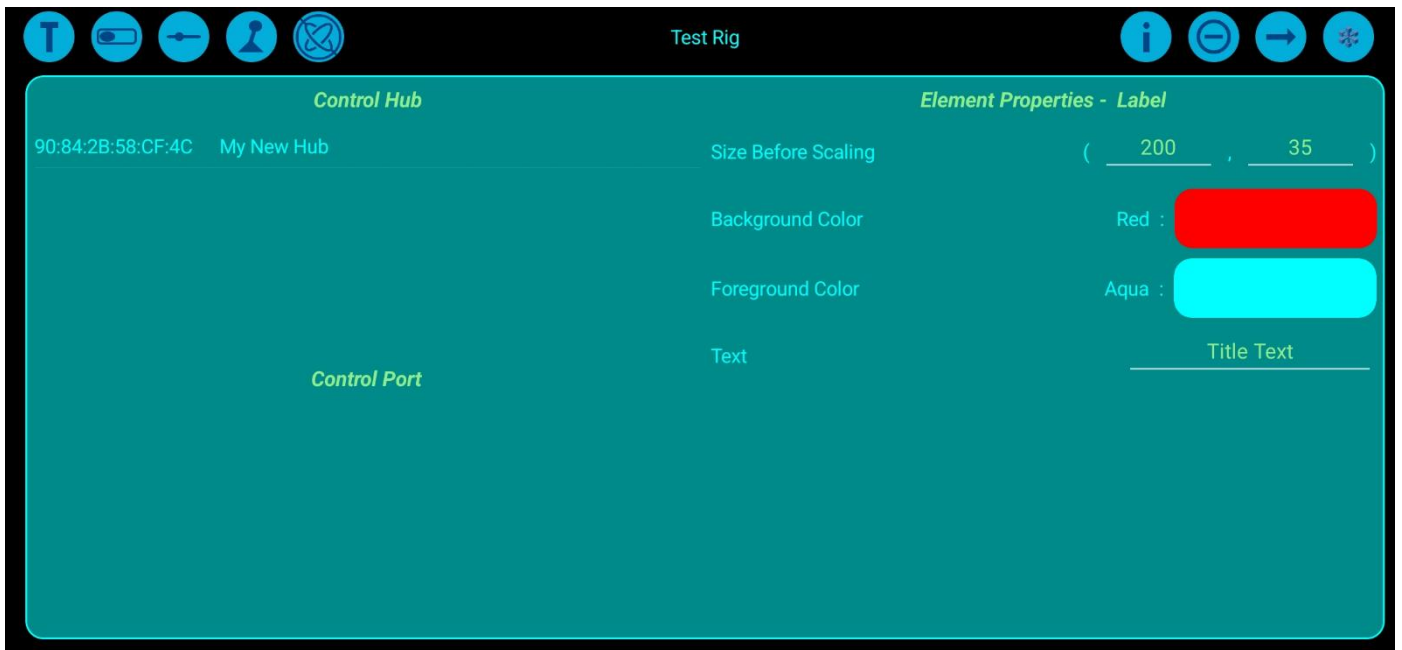 T
i
Test Rig
Control Hub
90:84:2B:58:CF:4C My New Hub
Control Port
Element Properties - Label
Size Before Scaling ( 200 , 35 )
Background Color Red :
Foreground Color Aqua :
Text Title Text